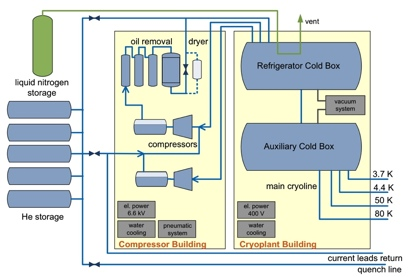 vent
oil removal
dryer
liquid nitrogen
storage
Refrigerator Cold Box
vacuum
system
compressors
Auxiliary Cold Box
3.7 K
4.4 K
50 K
80 K
main cryoline
He storage
el. power
6.6 kV
water
cooling
pneumatic
system
Compressor Building
el. power
400 V
water
cooling
Cryoplant Building
current leads return
quench line